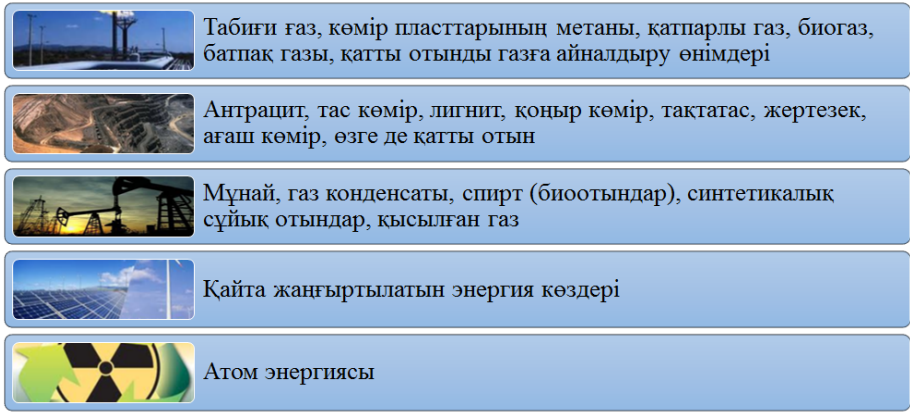 Табиғи ғаз, көмір пласттарының метаны, қатпарлы газ, биогаз,
батпақ газы, қатты отынды газға айналдыру өнімдері
Антрацит, тас көмір, лигнит, қоңыр көмір, тақтатас, жертезек,
ағаш көмір, өзге де қатты отын
Мұнай, газ конденсаты, спирт (биоотындар), синтетикалық
сұйық отындар, қысылған газ
Қайта жаңғыртылатын энергия көздері
Атом энергиясы